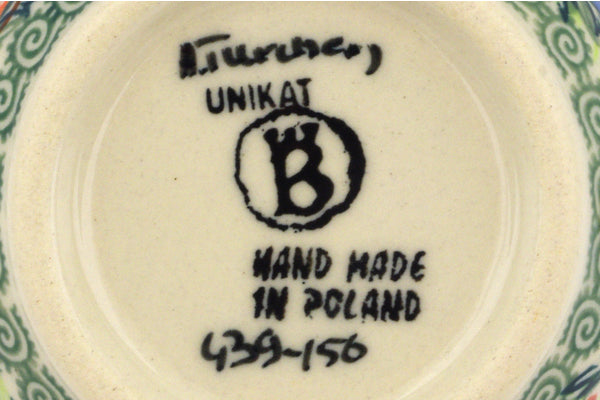 UNIKAT
B
HAND MADE
IN POLAND
439-156